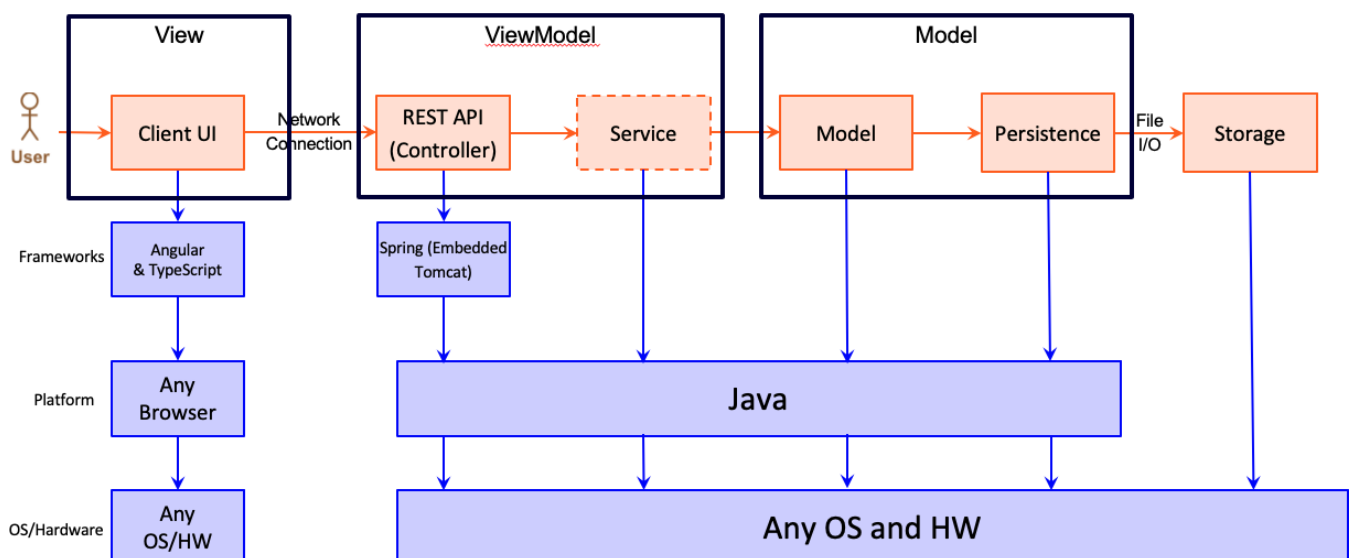 View
ViewModel
Model
User
Client UI
Network
Connection
REST API
(Controller)
Service
Model
Persistence
File
I/O
Storage
Frameworks
Angular
& TypeScript
Spring (Embedded
Tomcat)
Platform
Any
Browser
Java
OS/Hardware
Any
OS/HW
Any OS and HW